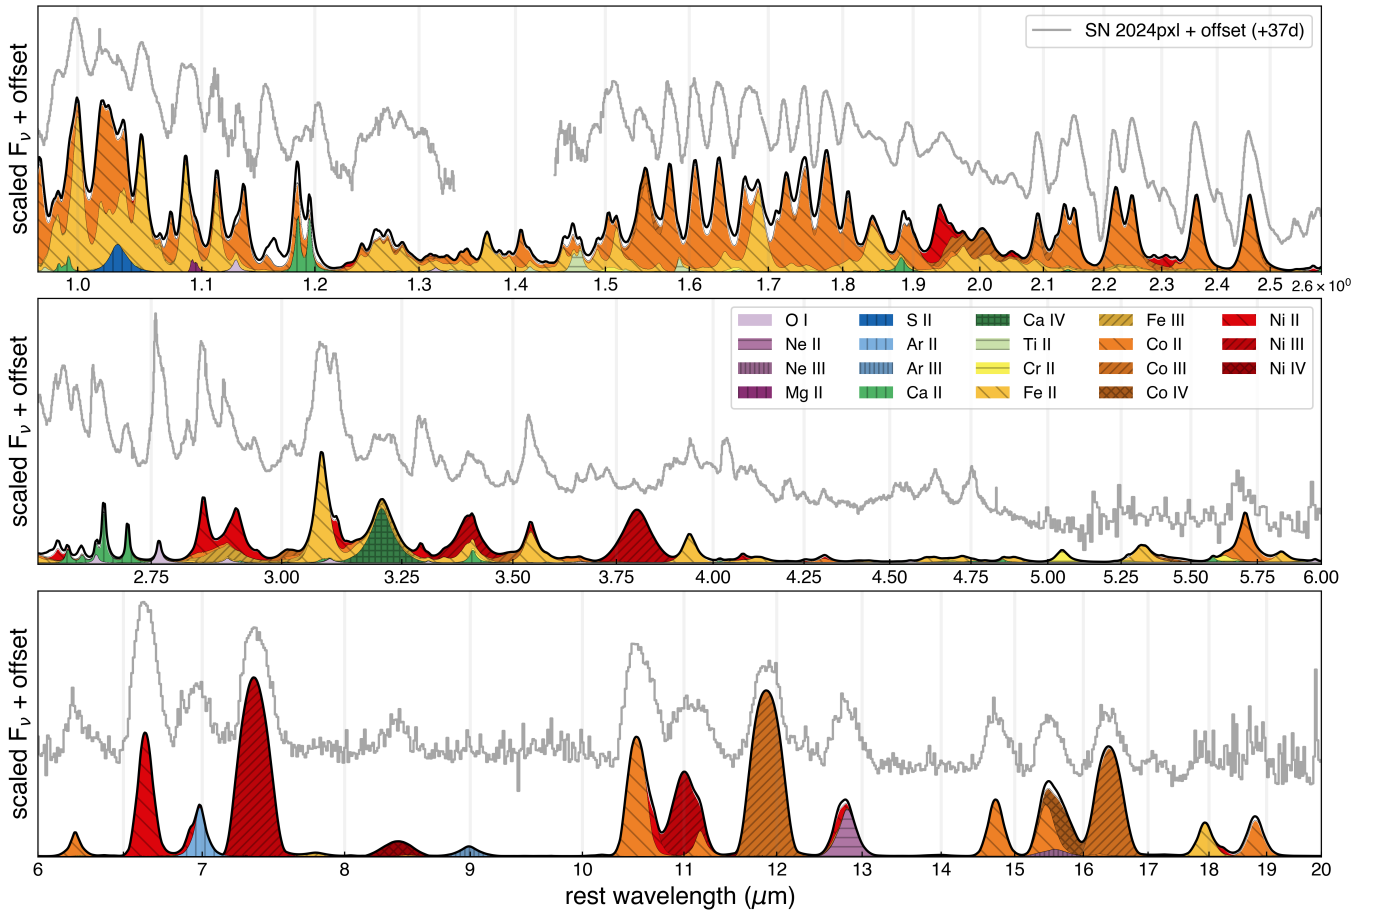 scaled Fν + offset
SN 2024pxl + offset (+37d)
1.0 1.1 1.2 1.3 1.4 1.5 1.6 1.7 1.8 1.9 2.0 2.1 2.2 2.3 2.4 2.5 2.6 × 10⁰
scaled Fν + offset
O I
Ne II
Ne III
Mg II
S II
Ar II
Ar III
Ca II
Ca IV
Ti II
Cr II
Fe II
Fe III
Co II
Co III
Co IV
Ni II
Ni III
Ni IV
2.75 3.00 3.25 3.50 3.75 4.00 4.25 4.50 4.75 5.00 5.25 5.50 5.75 6.00
scaled Fν + offset
6 7 8 9 10 11 12 13 14 15 16 17 18 19 20
rest wavelength (μm)